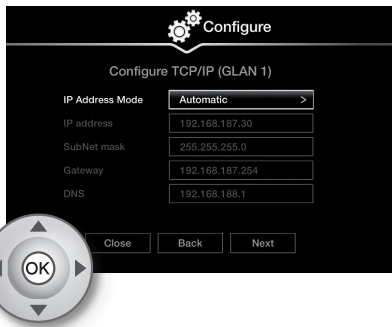 Configure
Configure TCP/IP (GLAN 1)
IP Address Mode Automatic >
IP address 192.168.187.30
SubNet mask 255.255.255.0
Gateway 192.168.187.254
DNS 192.168.188.1
Close Back Next
OK